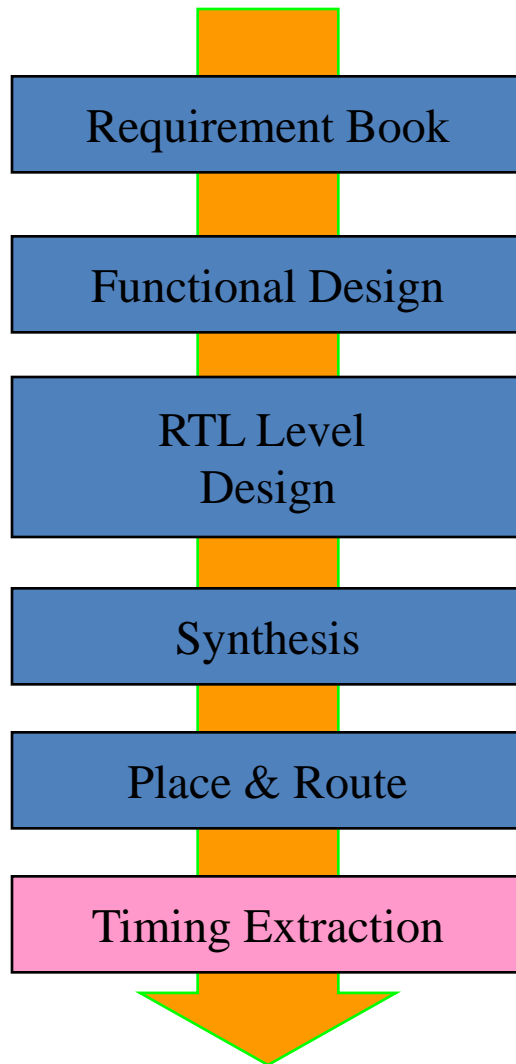 Requirement Book
Functional Design
RTL Level
Design
Synthesis
Place & Route
Timing Extraction